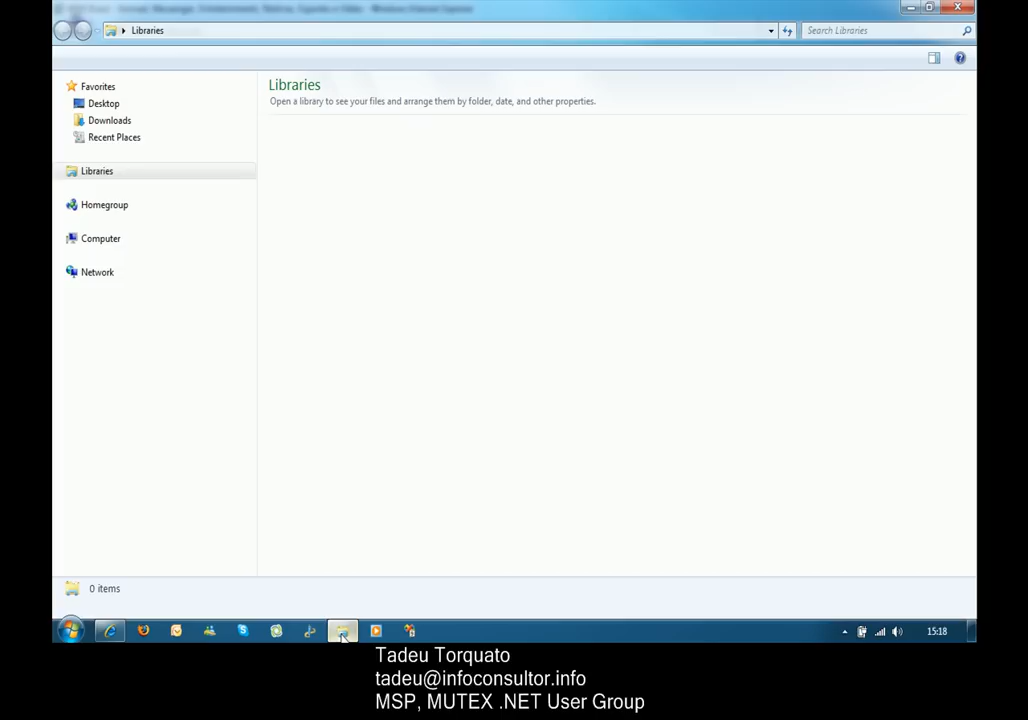 Libraries
Search Libraries
Favorites
Desktop
Downloads
Recent Places
Libraries
Homegroup
Computer
Network
Libraries
Open a library to see your files and arrange them by folder, date, and other properties.
0 items
15:18
Tadeu Torquato
tadeu@infoconsultor.info
MSP, MUTEX .NET User Group